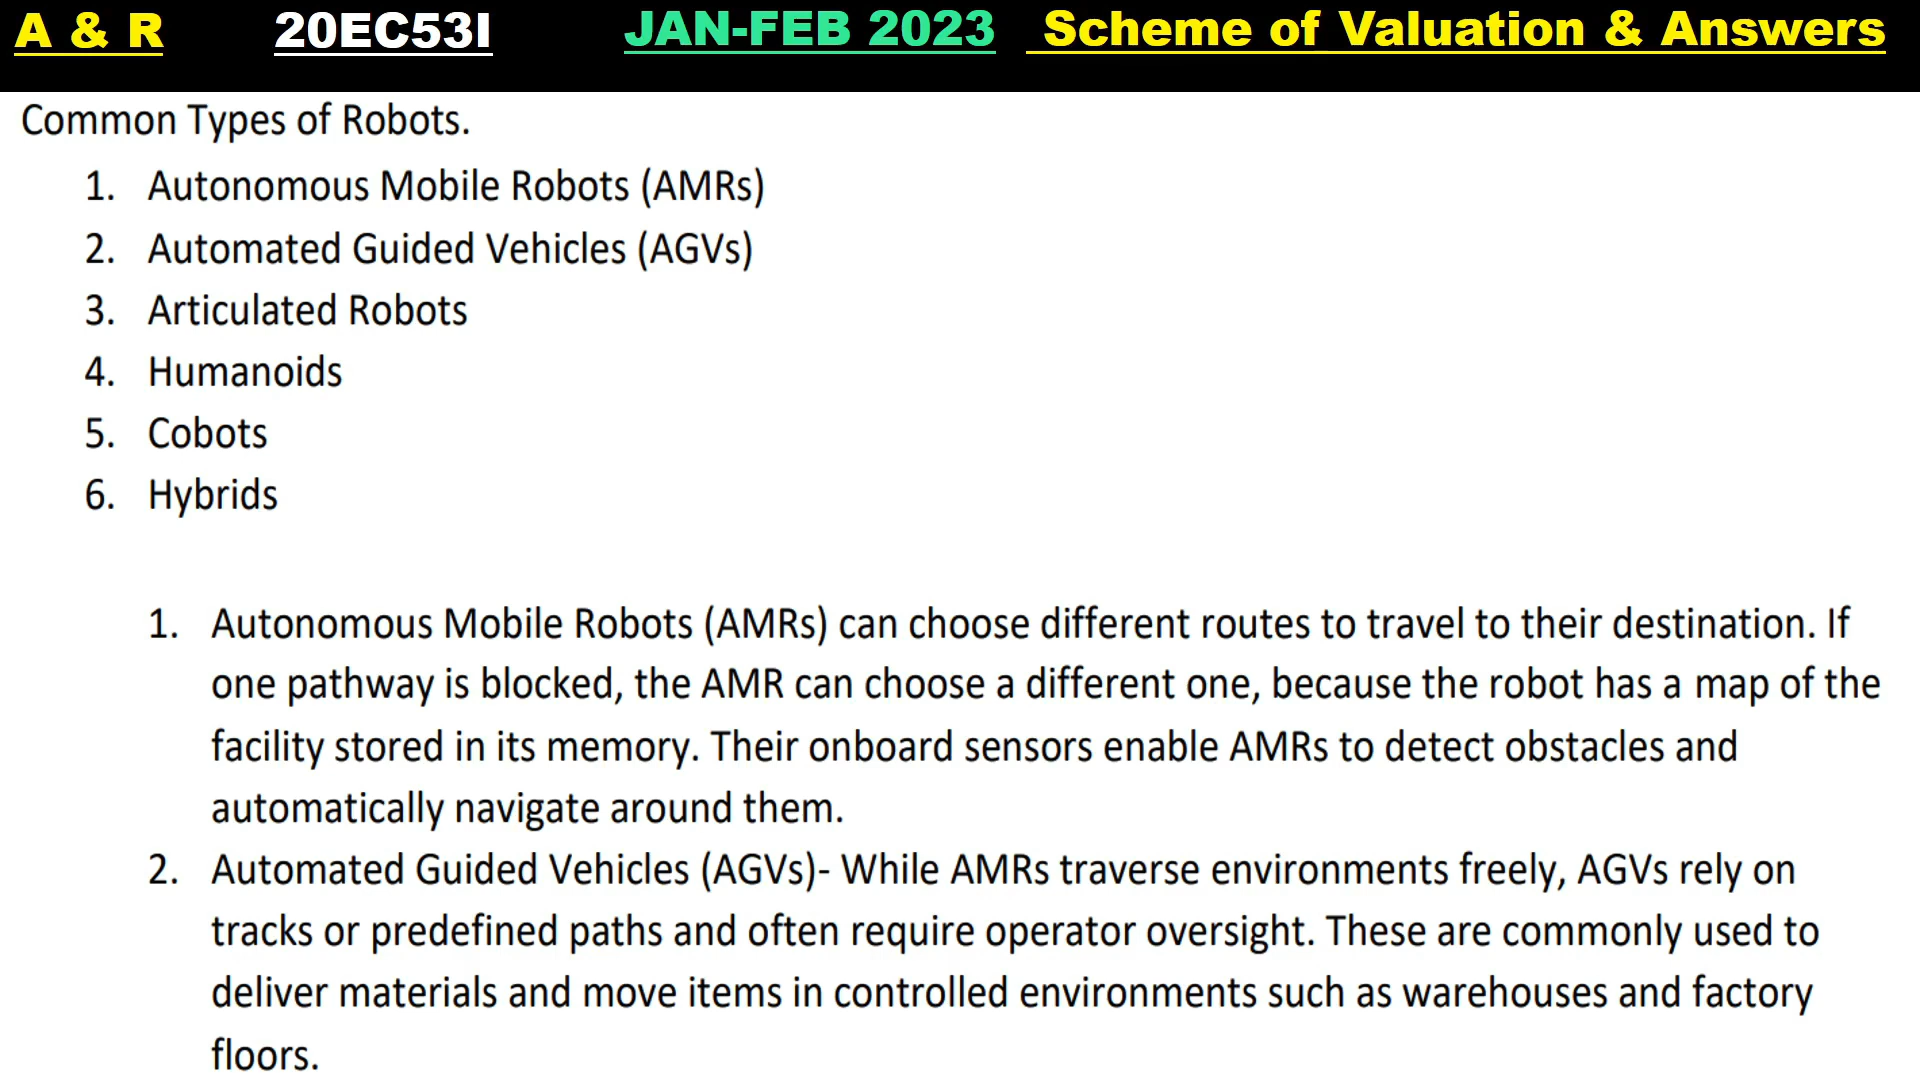 A & R 20EC53I JAN-FEB 2023 Scheme of Valuation & Answers
Common Types of Robots.
1. Autonomous Mobile Robots (AMRs)
2. Automated Guided Vehicles (AGVs)
3. Articulated Robots
4. Humanoids
5. Cobots
6. Hybrids
1. Autonomous Mobile Robots (AMRs) can choose different routes to travel to their destination. If
one pathway is blocked, the AMR can choose a different one, because the robot has a map of the
facility stored in its memory. Their onboard sensors enable AMRs to detect obstacles and
automatically navigate around them.
2. Automated Guided Vehicles (AGVs)- While AMRs traverse environments freely, AGVs rely on
tracks or predefined paths and often require operator oversight. These are commonly used to
deliver materials and move items in controlled environments such as warehouses and factory
floors.